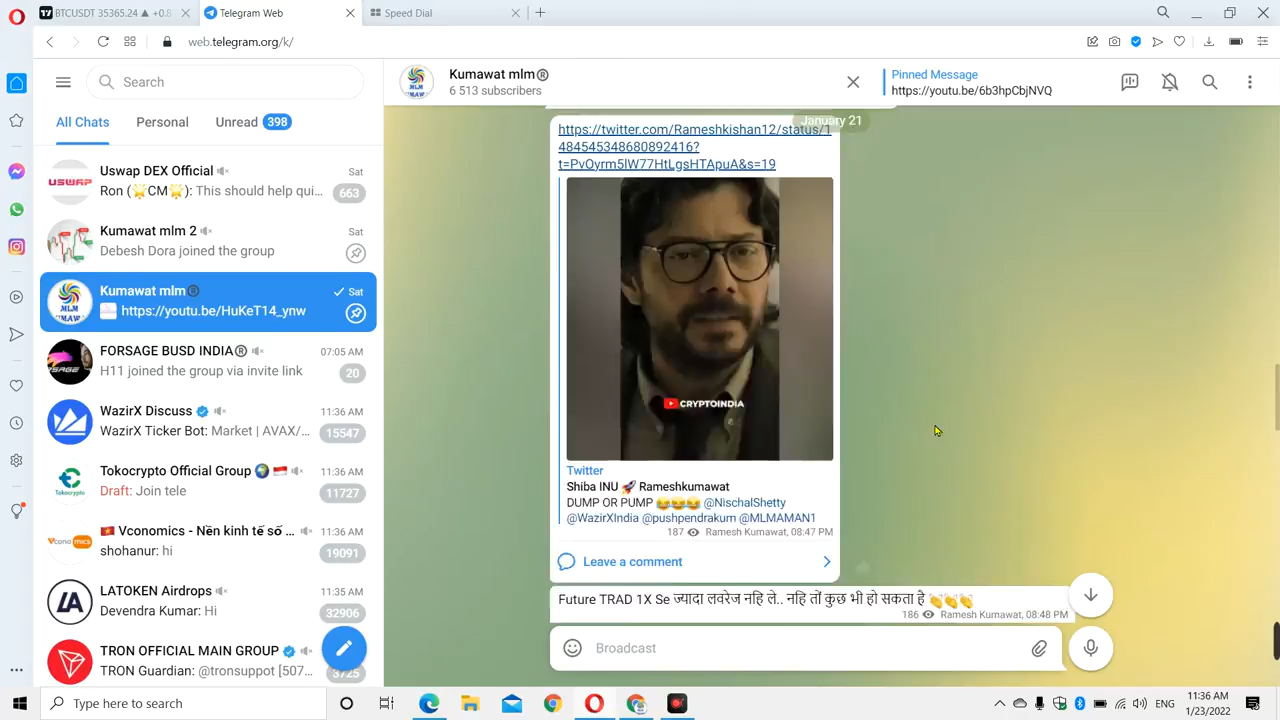 BTCUSDT 35365.24 ▲ +0.8
Telegram Web
Speed Dial
web.telegram.org/k/
Search
All Chats
Personal
Unread 398
Uswap DEX Official
Sat
Ron (🌟CM🌟): This should help qui...
663
Kumawat mlm 2
Sat
Debesh Dora joined the group
Kumawat mlm®
Sat
https://youtu.be/HuKeT14_ynw
FORSAGE BUSD INDIA®
07:05 AM
H11 joined the group via invite link
20
WazirX Discuss
11:36 AM
WazirX Ticker Bot: Market | AVAX/...
15547
Tokocrypto Official Group 🌍 🇮🇩
11:36 AM
Draft: Join tele
11727
🇻🇳 Vconomics - Nền kinh tế số ...
11:36 AM
shohanur: hi
19091
LATOKEN Airdrops
11:35 AM
Devendra Kumar: Hi
32906
TRON OFFICIAL MAIN GROUP
11:36 AM
TRON Guardian: @tronsuppot [507...
3725
Kumawat mlm®
6 513 subscribers
Pinned Message
https://youtu.be/6b3hpCbjNVQ
January 21
https://twitter.com/Rameshkishan12/status/1
484545348680892416?
t=PvOyrm5lW77HtLgsHTApuA&s=19
CRYPTOINDIA
Twitter
Shiba INU 🚀 Rameshkumawat
DUMP OR PUMP 😂😂😂 @NischalShetty
@WazirXIndia @pushpendrakum @MLMAMAN1
187 Ramesh Kumawat, 08:47 PM
Leave a comment
Future TRAD 1X Se ज्यादा लवरेज नहि ले.. नहि तों कुछ भी हो सकता हे 👏👏👏
186 Ramesh Kumawat, 08:48 PM
Broadcast
Type here to search
ENG
11:36 AM
1/23/2022